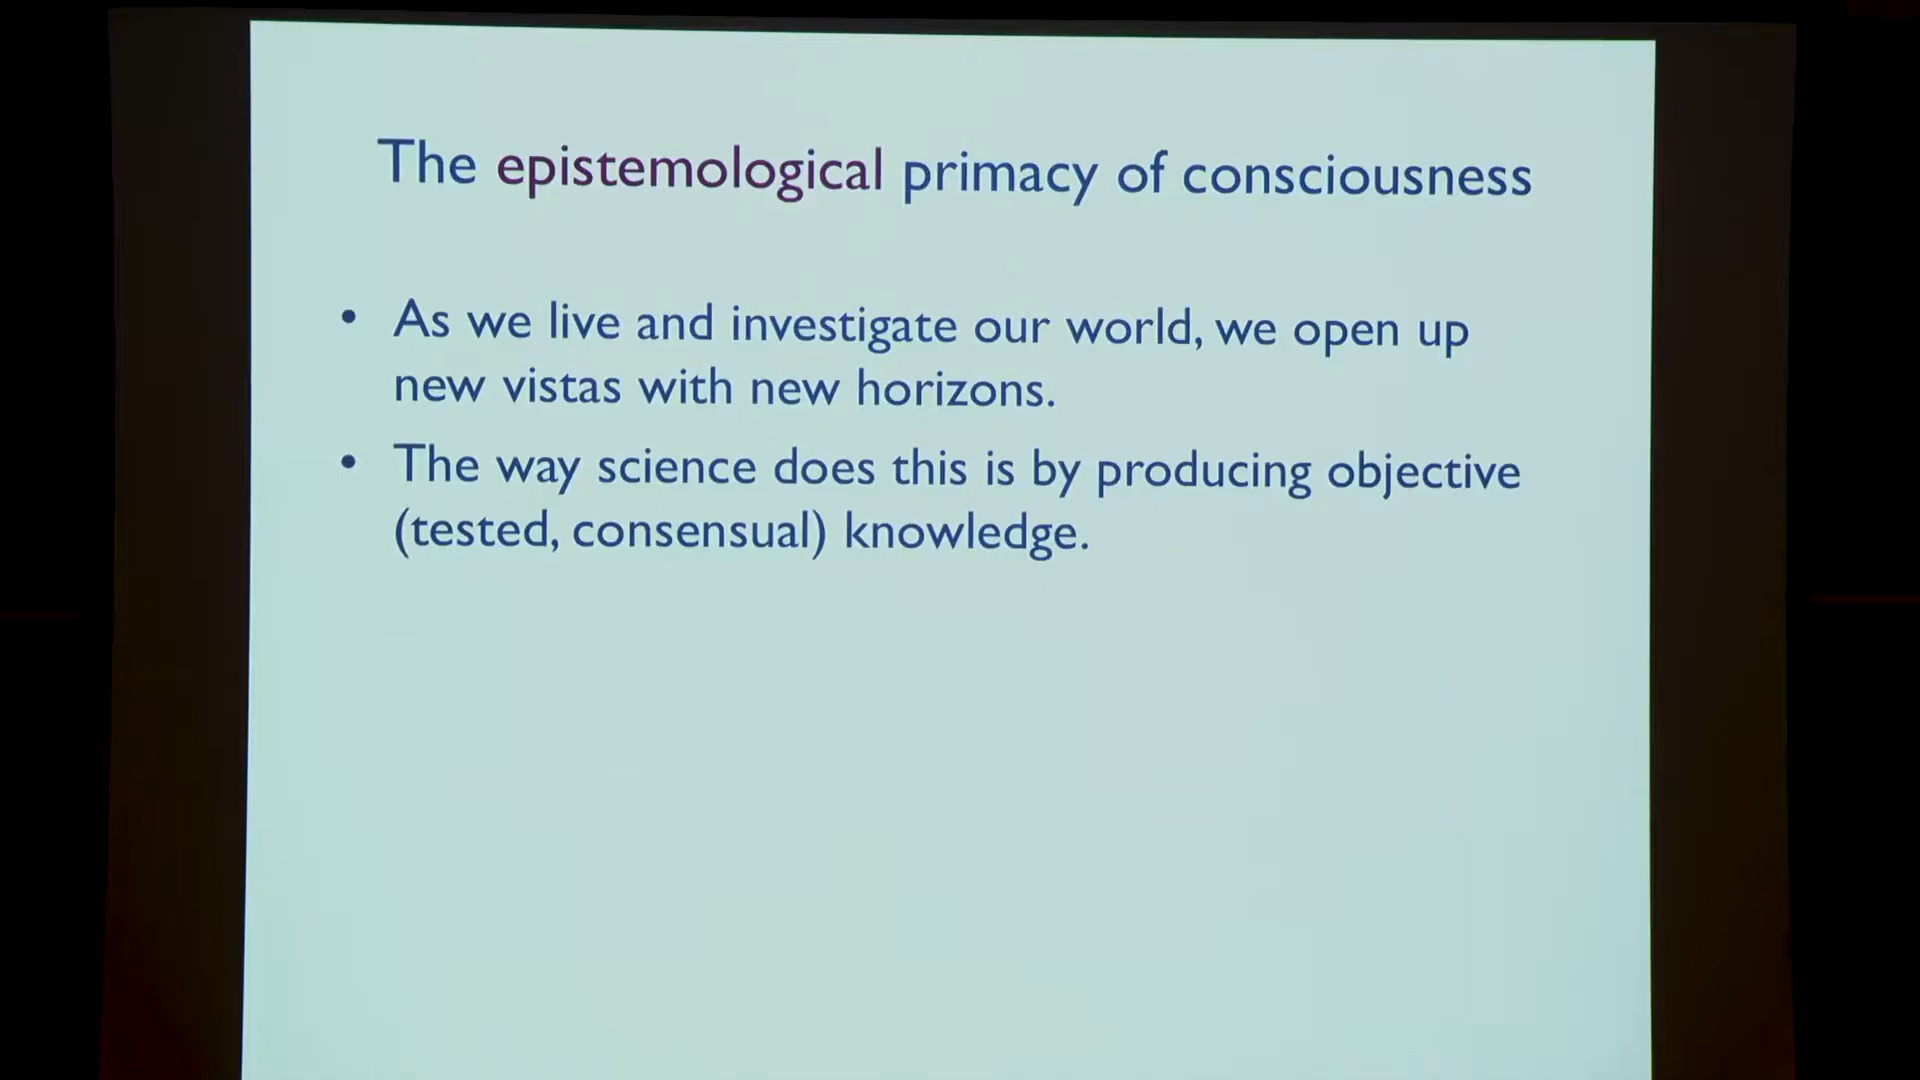 The epistemological primacy of consciousness
• As we live and investigate our world, we open up
new vistas with new horizons.
• The way science does this is by producing objective
(tested, consensual) knowledge.